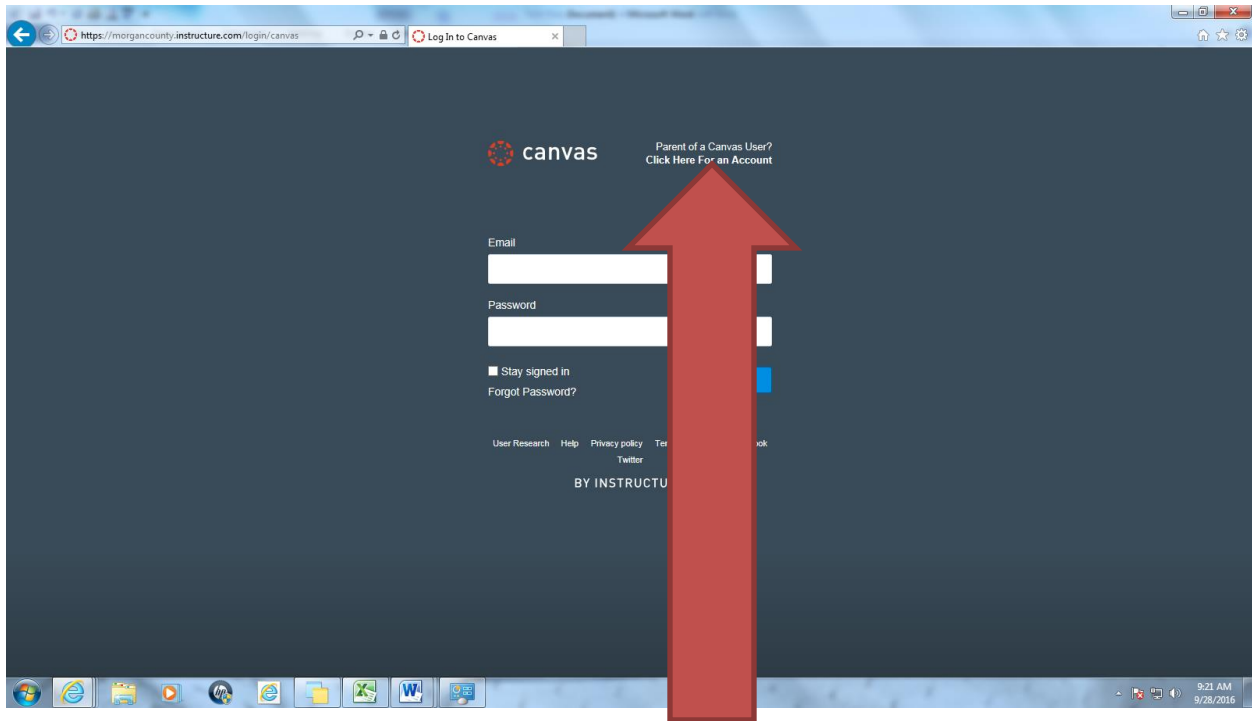 https://morgancounty.instructure.com/login/canvas
Log In to Canvas
canvas
Parent of a Canvas User?
Click Here For an Account
Email
Password
Stay signed in
Forgot Password?
User Research Help Privacy policy
Twitter
BY
9:21 AM
9/28/2016